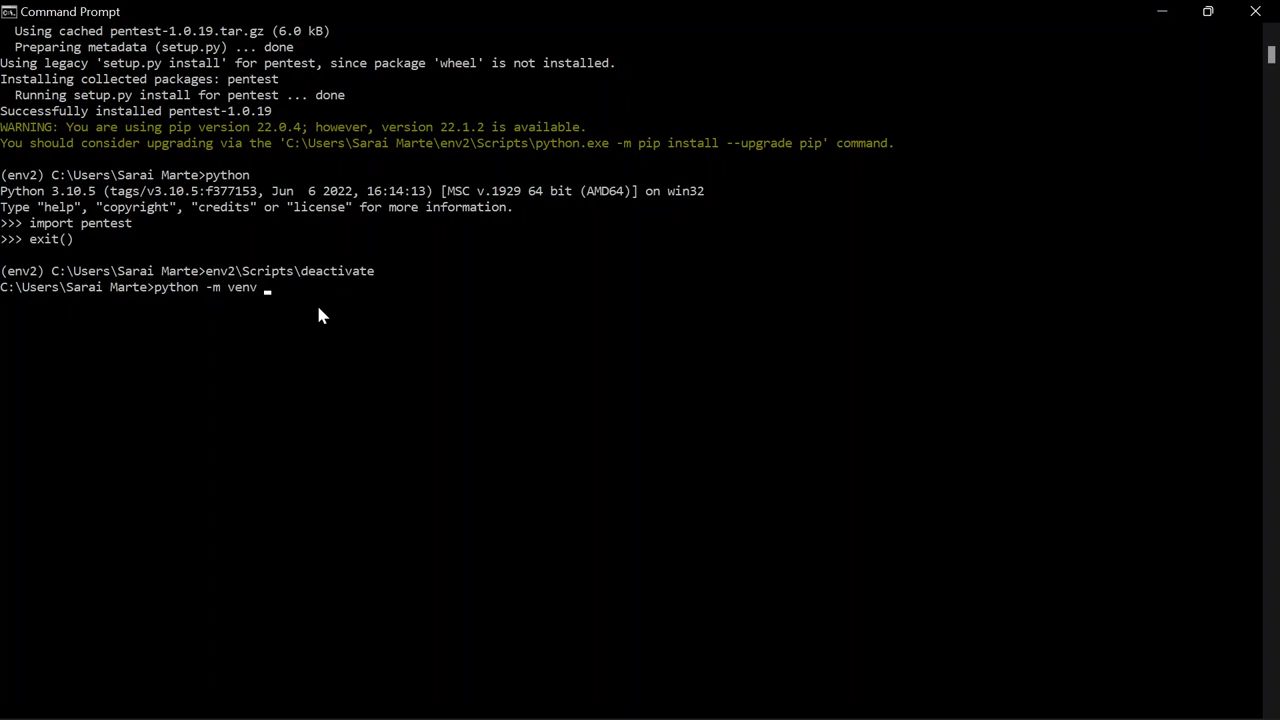 Command Prompt
Using cached pentest-1.0.19.tar.gz (6.0 kB)
Preparing metadata (setup.py) ... done
Using legacy 'setup.py install' for pentest, since package 'wheel' is not installed.
Installing collected packages: pentest
Running setup.py install for pentest ... done
Successfully installed pentest-1.0.19
WARNING: You are using pip version 22.0.4; however, version 22.1.2 is available.
You should consider upgrading via the 'C:\Users\Sarai Marte\env2\Scripts\python.exe -m pip install --upgrade pip' command.
(env2) C:\Users\Sarai Marte>python
Python 3.10.5 (tags/v3.10.5:f377153, Jun  6 2022, 16:14:13) [MSC v.1929 64 bit (AMD64)] on win32
Type "help", "copyright", "credits" or "license" for more information.
>>> import pentest
>>> exit()
(env2) C:\Users\Sarai Marte>env2\Scripts\deactivate
C:\Users\Sarai Marte>python -m venv